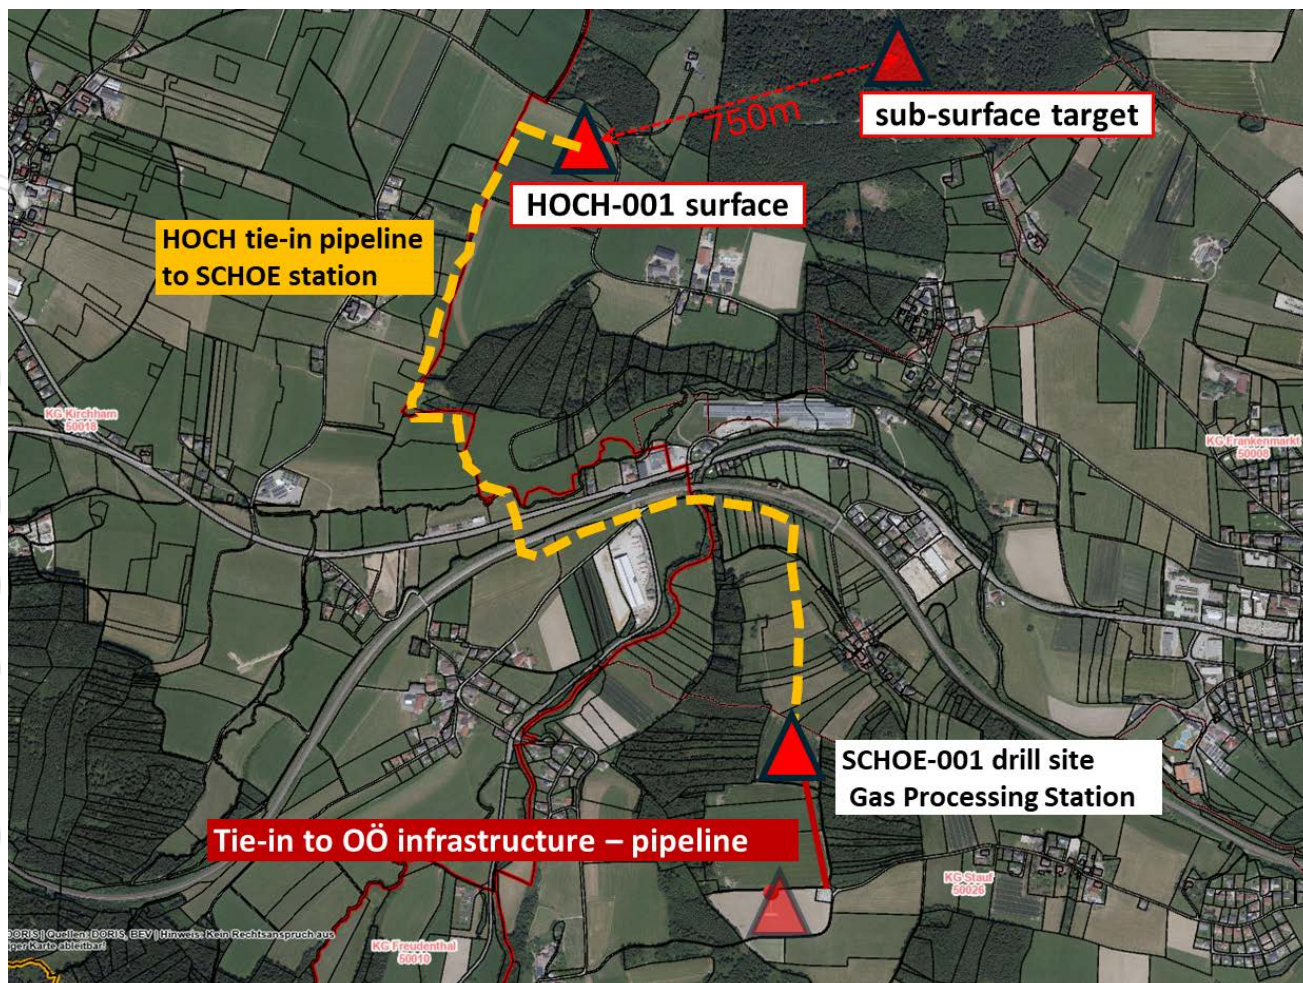 750m
sub-surface target
HOCH-001 surface
HOCH tie-in pipeline
to SCHOE station
KG Kirchham
50018
KG Frankenmarkt
50008
SCHOE-001 drill site
Gas Processing Station
Tie-in to OÖ infrastructure – pipeline
KG Stauf
50026
DORIS | Quellen: DORIS, BEV | Hinweis: Kein Rechtsanspruch aus
Karte ableitbar!
KG Freudenthal
50010